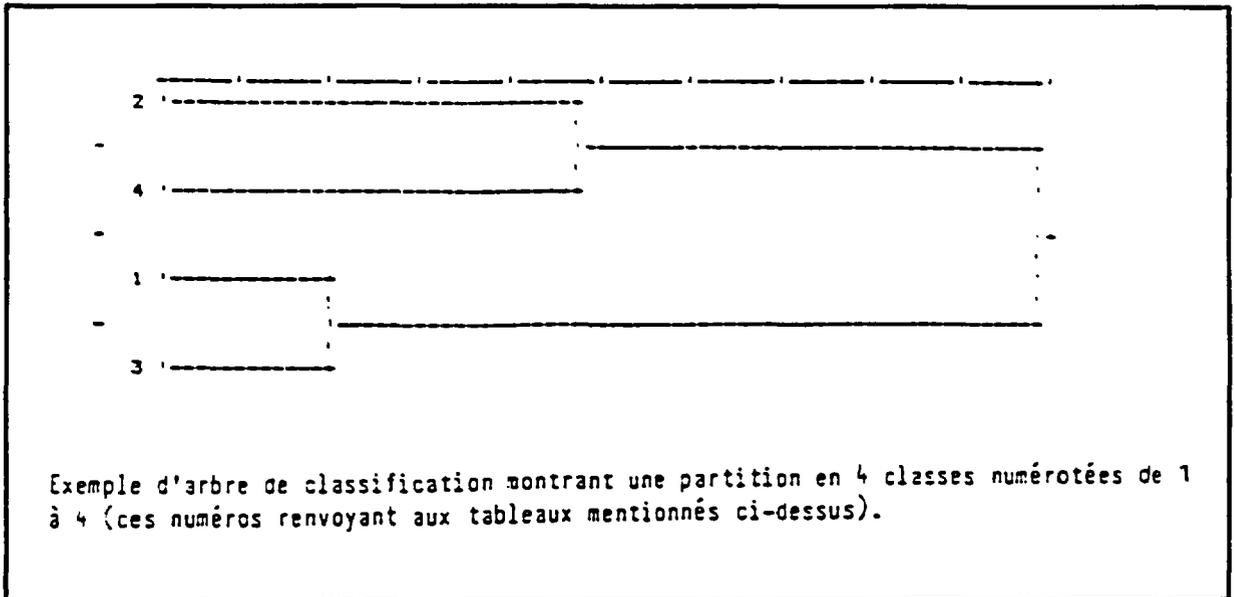 2
4
1
3
Exemple d'arbre de classification montrant une partition en 4 classes numérotées de 1
à 4 (ces numéros renvoyant aux tableaux mentionnés ci-dessus).